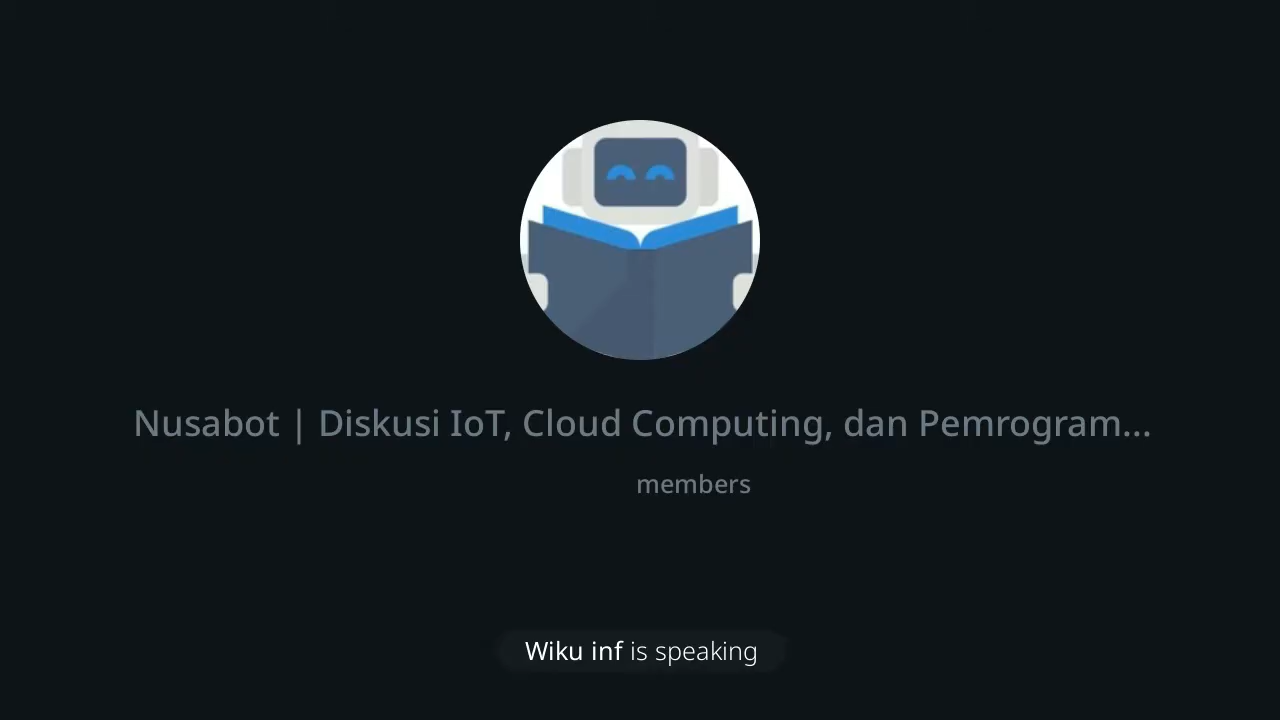 Nusabot | Diskusi IoT, Cloud Computing, dan Pemrogram...
members
Wiku inf is speaking